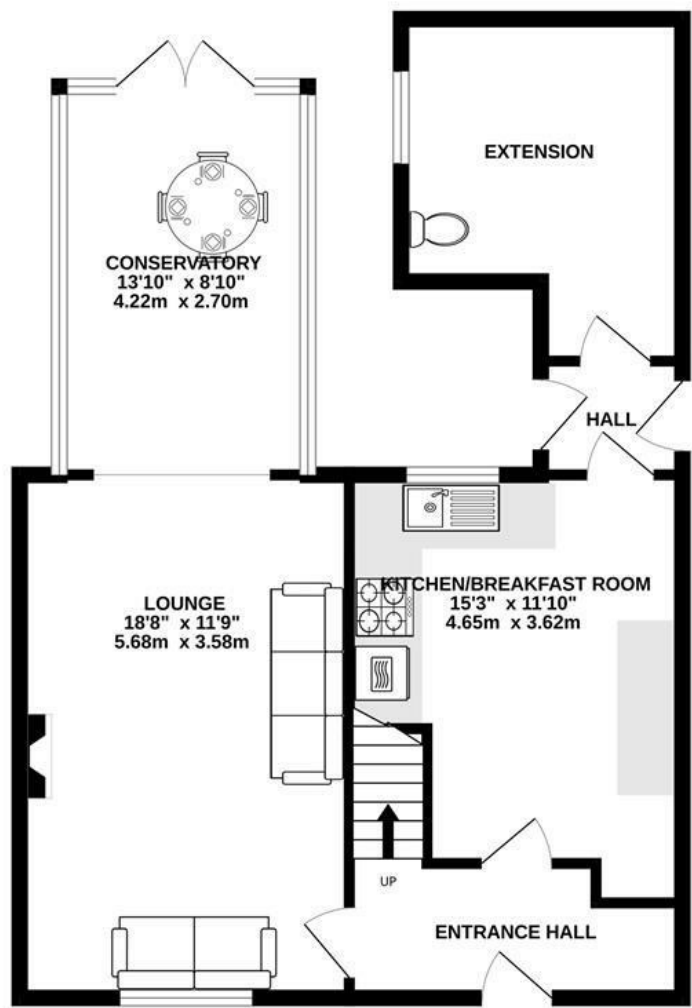 EXTENSION
CONSERVATORY
13'10" x 8'10"
4.22m x 2.70m
HALL
LOUNGE
18'8" x 11'9"
5.68m x 3.58m
KITCHEN/BREAKFAST ROOM
15'3" x 11'10"
4.65m x 3.62m
UP
ENTRANCE HALL